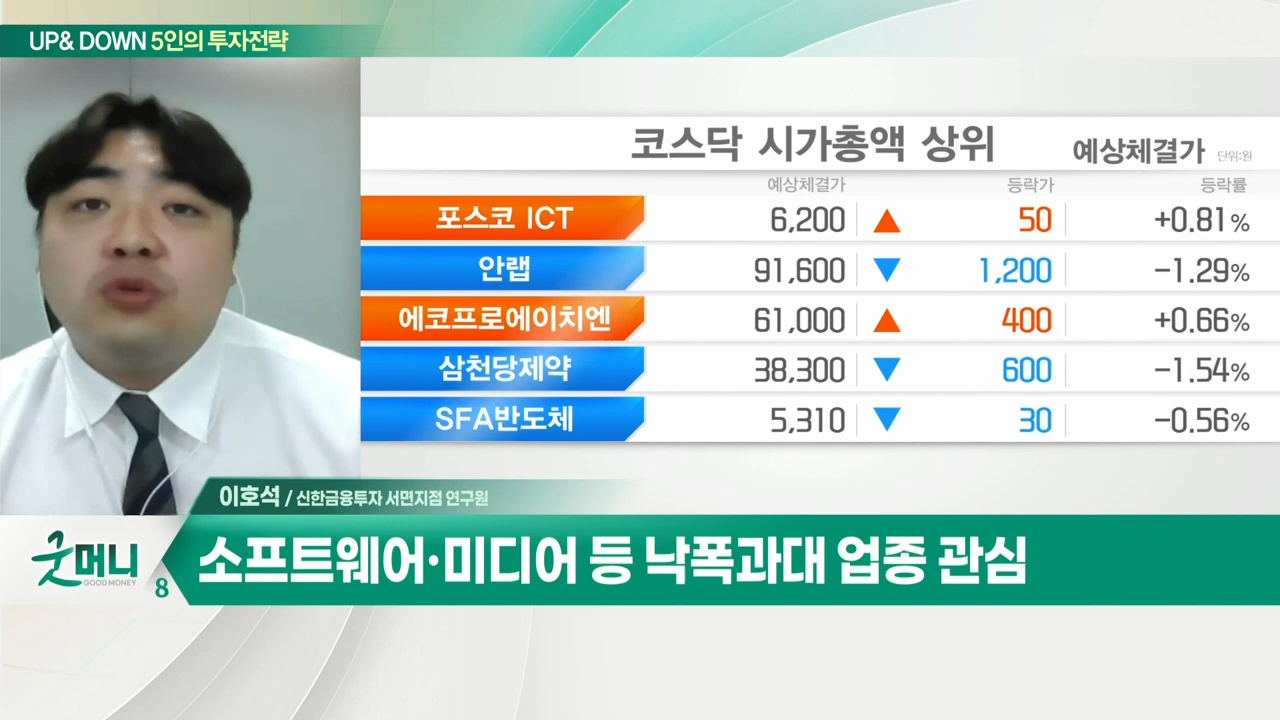 UP& DOWN 5인의 투자전략
코스닥 시가총액 상위 예상체결가 단위:원
예상체결가 등락가 등락률
포스코 ICT 6,200 ▲ 50 +0.81%
안랩 91,600 ▼ 1,200 -1.29%
에코프로에이치엔 61,000 ▲ 400 +0.66%
삼천당제약 38,300 ▼ 600 -1.54%
SFA반도체 5,310 ▼ 30 -0.56%
이호석 / 신한금융투자 서면지점 연구원
굿머니
GOOD MONEY
8
소프트웨어·미디어 등 낙폭과대 업종 관심